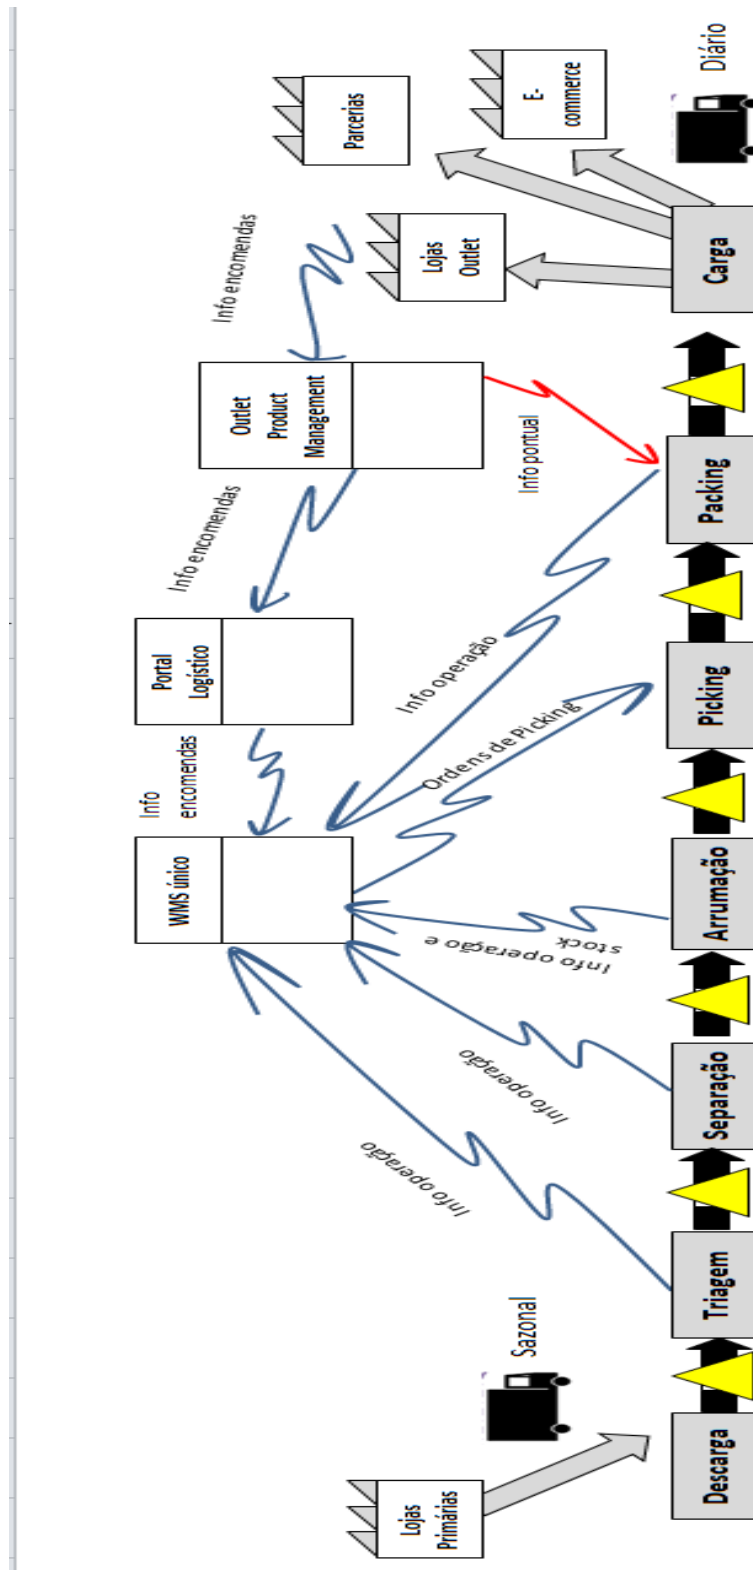 Parcerias
E-
commerce
Diário
Info encomendas
Lojas
Outlet
Carga
Outlet
Product
Management
Info pontual
Info encomendas
Packing
Portal
Logístico
Info operação
Ordens de Picking
Picking
Info
encomendas
WMS único
Info operação e
stock
Arrumação
Info operação
Separação
Info operação
Triagem
Sazonal
Lojas
Primárias
Descarga